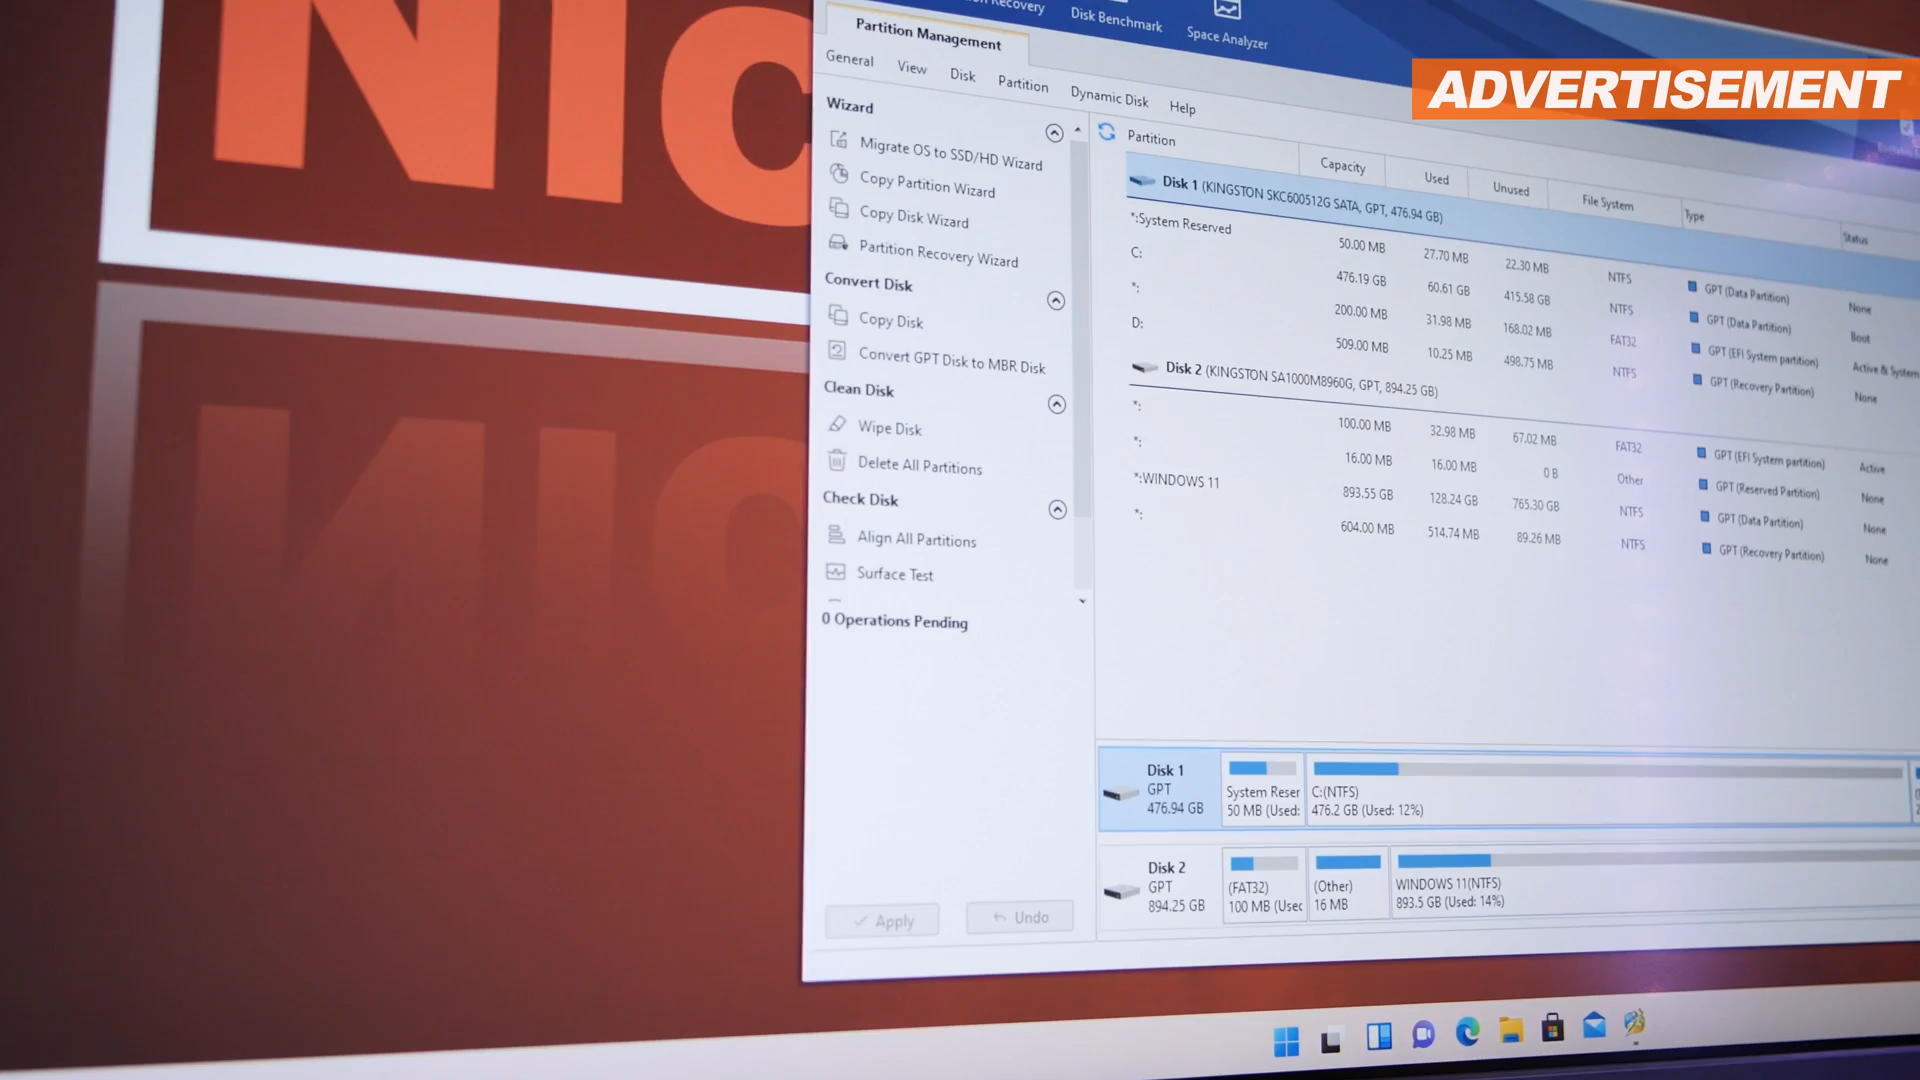 NIC
Recovery
Disk Benchmark
Space Analyzer
ADVERTISEMENT
Partition Management
General View Disk Partition Dynamic Disk Help
Wizard
Migrate OS to SSD/HD Wizard
Copy Partition Wizard
Copy Disk Wizard
Partition Recovery Wizard
Convert Disk
Copy Disk
Convert GPT Disk to MBR Disk
Clean Disk
Wipe Disk
Delete All Partitions
Check Disk
Align All Partitions
Surface Test
0 Operations Pending
Apply Undo
Partition Capacity Used Unused File System Type Status
Disk 1 (KINGSTON SKC600512G SATA, GPT, 476.94 GB)
*:System Reserved 50.00 MB 27.70 MB 22.30 MB NTFS GPT (Data Partition) None
C: 476.19 GB 60.61 GB 415.58 GB NTFS GPT (Data Partition) Boot
*: 200.00 MB 31.98 MB 168.02 MB FAT32 GPT (EFI System partition) Active & System
D: 509.00 MB 10.25 MB 498.75 MB NTFS GPT (Recovery Partition) None
Disk 2 (KINGSTON SA1000M8960G, GPT, 894.25 GB)
*: 100.00 MB 32.98 MB 67.02 MB FAT32 GPT (EFI System partition) Active
*: 16.00 MB 16.00 MB 0 B Other GPT (Reserved Partition) None
*:WINDOWS 11 893.55 GB 128.24 GB 765.30 GB NTFS GPT (Data Partition) None
*: 604.00 MB 514.74 MB 89.26 MB NTFS GPT (Recovery Partition) None
Disk 1
GPT
476.94 GB
System Reser
50 MB (Used:
C:(NTFS)
476.2 GB (Used: 12%)
Disk 2
GPT
894.25 GB
(FAT32)
100 MB (Used
(Other)
16 MB
WINDOWS 11(NTFS)
893.5 GB (Used: 14%)